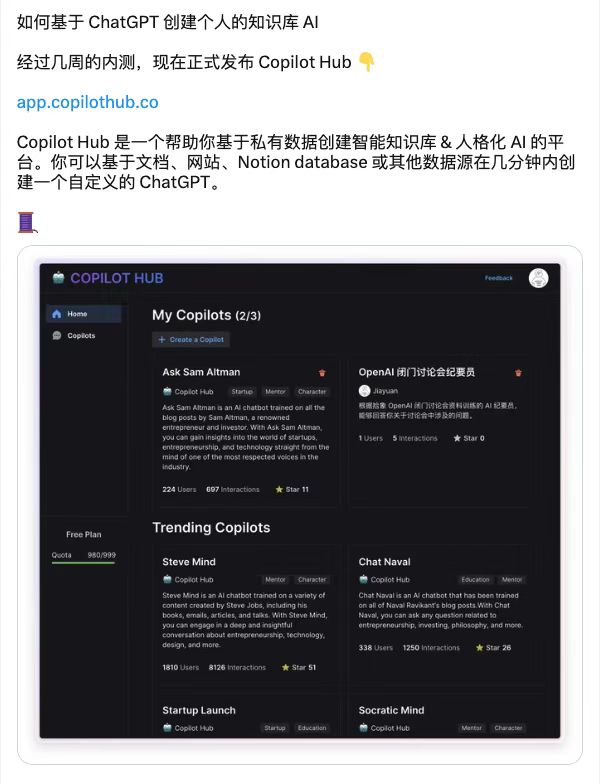 如何基于 ChatGPT 创建个人的知识库 AI
经过几周的内测，现在正式发布 Copilot Hub 👇
app.copilothub.co
Copilot Hub 是一个帮助你基于私有数据创建智能知识库 & 人格化 AI 的平
台。你可以基于文档、网站、Notion database 或其他数据源在几分钟内创
建一个自定义的 ChatGPT。
🧵
COPILOT HUB
Feedback
Home
Copilots
My Copilots (2/3)
+ Create a Copilot
Ask Sam Altman
Copilot Hub Startup Mentor Character
Ask Sam Altman is an AI chatbot trained on all the
blog posts by Sam Altman, a renowned
entrepreneur and investor. With Ask Sam Altman,
you can gain insights into the world of startups,
entrepreneurship, and technology straight from the
mind of one of the most respected voices in the
industry.
224 Users 697 Interactions Star 11
OpenAI 闭门讨论会纪要员
Jiayuan
根据拾象 OpenAI 闭门讨论会资料训练的 AI 纪要员，
能够回答你关于讨论会中涉及的问题。
1 Users 5 Interactions Star 0
Free Plan
Quota 980/999
Trending Copilots
Steve Mind
Copilot Hub Mentor Character
Steve Mind is an AI chatbot trained on a variety of
content created by Steve Jobs, including his
books, emails, articles, and talks. With Steve Mind,
you can engage in a deep and insightful
conversation about entrepreneurship, technology,
design, and more.
1810 Users 8126 Interactions Star 51
Chat Naval
Copilot Hub Education Mentor
Chat Naval is an AI chatbot that has been trained
on all of Naval Ravikant's blog posts.With Chat
Naval, you can ask any question related to
entrepreneurship, investing, philosophy, and more.
338 Users 1250 Interactions Star 26
Startup Launch
Copilot Hub Startup Education
Socratic Mind
Copilot Hub Mentor Character